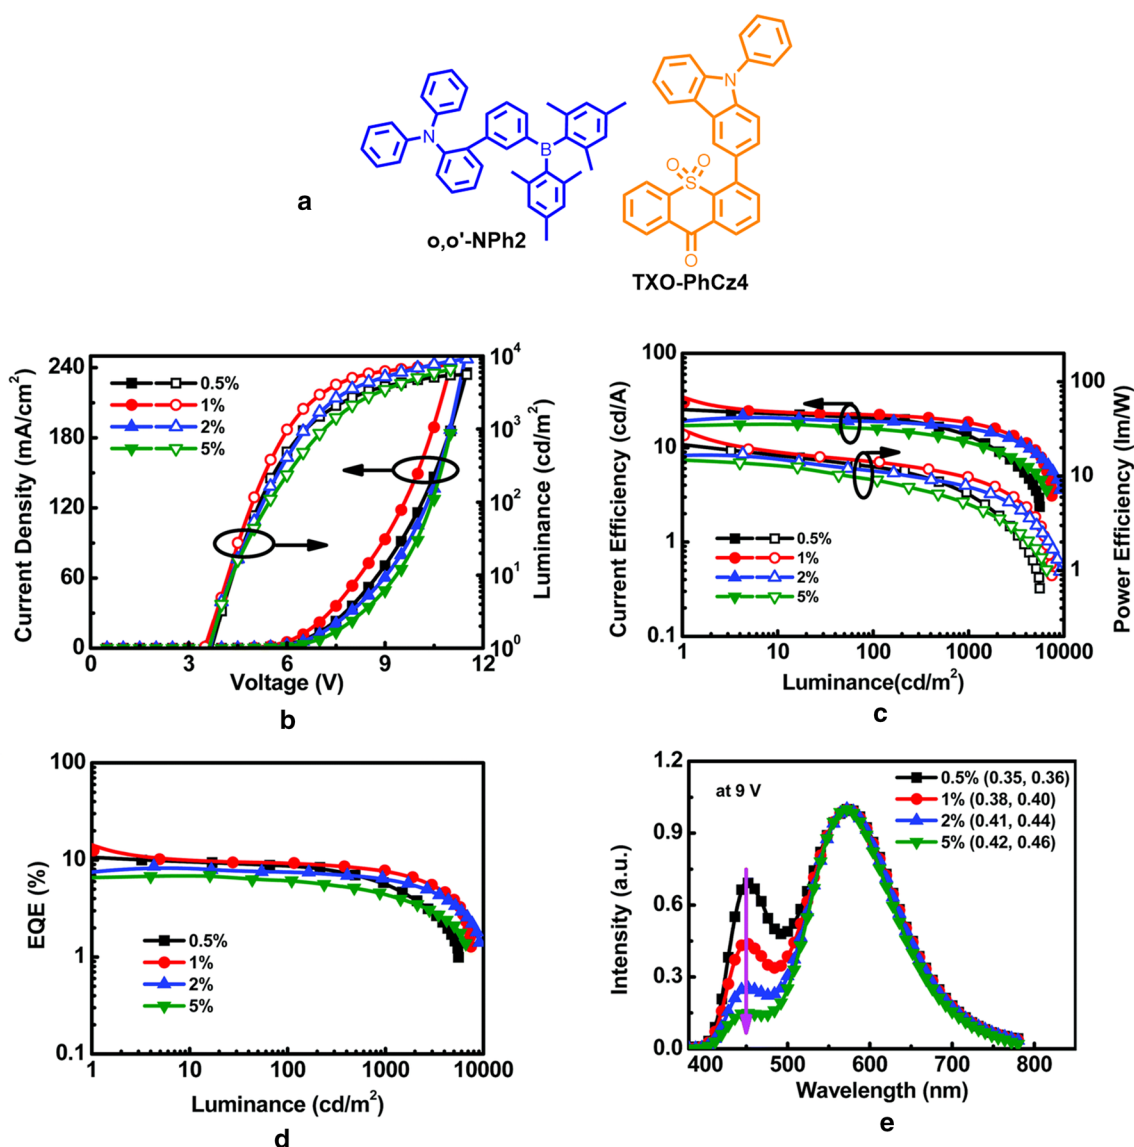 N
B
O O
S
N
O
a
o,o'-NPh2
TXO-PhCz4
Current Density (mA/cm²)
240
180
120
60
0
0.5%
1%
2%
5%
10⁴
10³
10²
10¹
10⁰
Luminance (cd/m²)
0 3 6 9 12
Voltage (V)
b
Current Efficiency (cd/A)
100
10
1
0.1
0.5%
1%
2%
5%
100
10
1
Power Efficiency (lm/W)
1 10 100 1000 10000
Luminance(cd/m²)
c
EQE (%)
100
10
1
0.1
0.5%
1%
2%
5%
1 10 100 1000 10000
Luminance (cd/m²)
d
Intensity (a.u.)
1.2
0.9
0.6
0.3
0.0
at 9 V
0.5% (0.35, 0.36)
1% (0.38, 0.40)
2% (0.41, 0.44)
5% (0.42, 0.46)
400 500 600 700 800
Wavelength (nm)
e